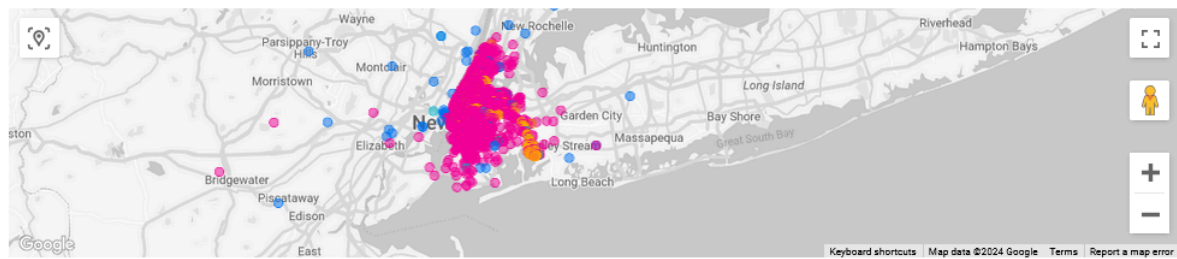 Wayne
New Rochelle
Riverhead
Parsippany-Troy
Hills
Huntington
Hampton Bays
Montclair
Morristown
Long Island
Garden City
Bay Shore
New
ston
Elizabeth
Massapequa
Great South Bay
ey Stream
Bridgewater
Long Beach
Piscataway
Edison
East
Google
Keyboard shortcuts Map data ©2024 Google Terms Report a map error